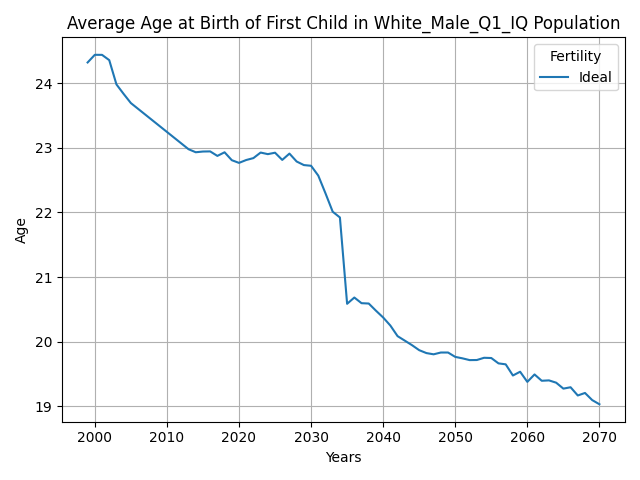 Average Age at Birth of First Child in White_Male_Q1_IQ Population
Fertility
Ideal
24
23
22
21
20
19
Age
2000 2010 2020 2030 2040 2050 2060 2070
Years